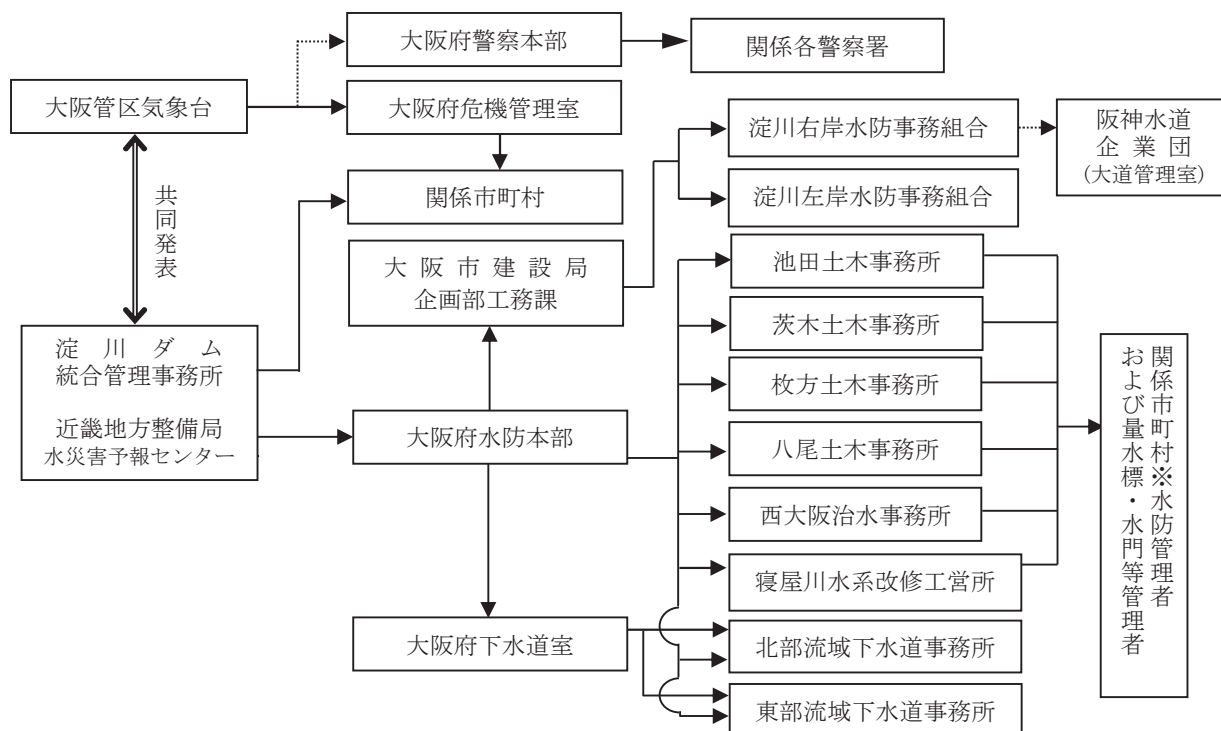 大阪府警察本部
関係各警察署
大阪管区気象台
大阪府危機管理室
淀川右岸水防事務組合
阪神水道
企業団
(大道管理室)
共同発表
関係市町村
淀川左岸水防事務組合
大阪市建設局
企画部工務課
池田土木事務所
淀川ダム
統合管理事務所
近畿地方整備局
水災害予報センター
茨木土木事務所
枚方土木事務所
大阪府水防本部
八尾土木事務所
西大阪治水事務所
寝屋川水系改修工営所
関係市町村※水防管理者
および量水標・水門等管理者
大阪府下水道室
北部流域下水道事務所
東部流域下水道事務所